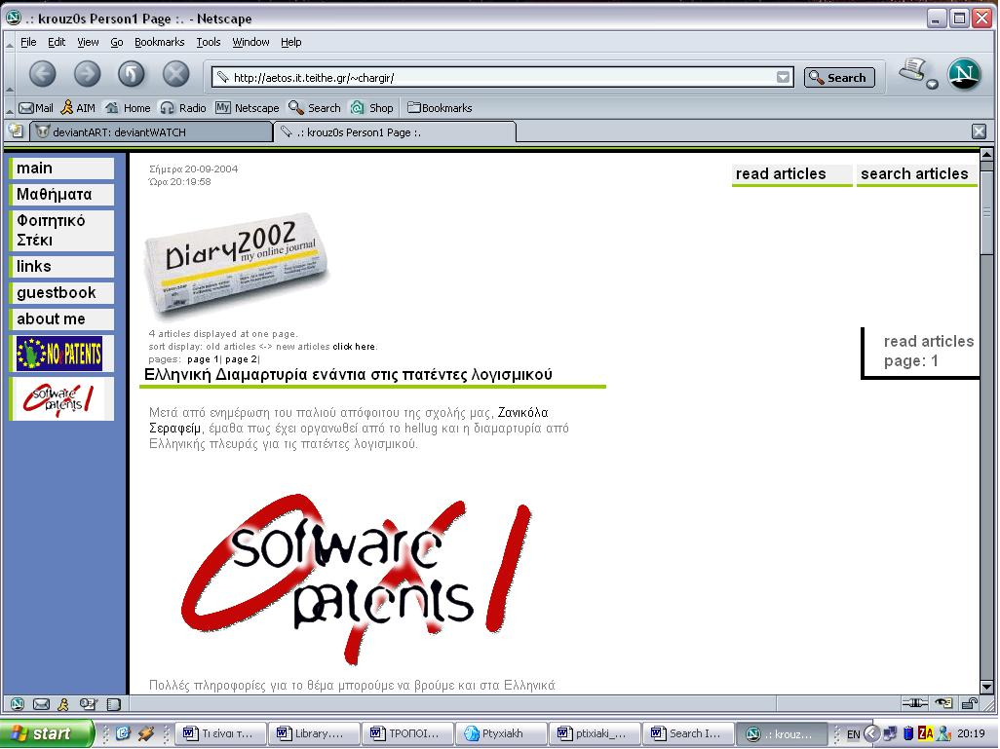 .: krouz0s Person1 Page :. - Netscape
File Edit View Go Bookmarks Tools Window Help
http://aetos.it.teithe.gr/~chargir/
Search
N
Mail AIM Home Radio My Netscape Search Shop Bookmarks
deviantART: deviantWATCH
.: krouz0s Person1 Page :.
main
Μαθήματα
Φοιτητικό
Στέκι
links
guestbook
about me
NO PATENTS
software
patents
ΟΧΙ
Σήμερα 20-09-2004
Ώρα 20:19:58
read articles
search articles
Diary2002
my online journal
4 articles displayed at one page.
sort display: old articles <-> new articles click here.
pages: page 1| page 2|
read articles
page: 1
Ελληνική Διαμαρτυρία ενάντια στις πατέντες λογισμικού
Μετά από ενημέρωση του παλιού απόφοιτου της σχολής μας, Ζανικόλα
Σεραφείμ, έμαθα πως έχει οργανωθεί από το hellug και η διαμαρτυρία από
Ελληνικής πλευράς για τις πατέντες λογισμικού.
software
patents
ΟΧΙ
Πολλές πληροφορίες για το θέμα μπορούμε να βρούμε και στα Ελληνικά
start
Τι είναι τ...
Library....
ΤΡΟΠΟΙ...
Ptyxiakh
ptixiaki_...
Search I...
.: krouz...
EN
ZA
20:19